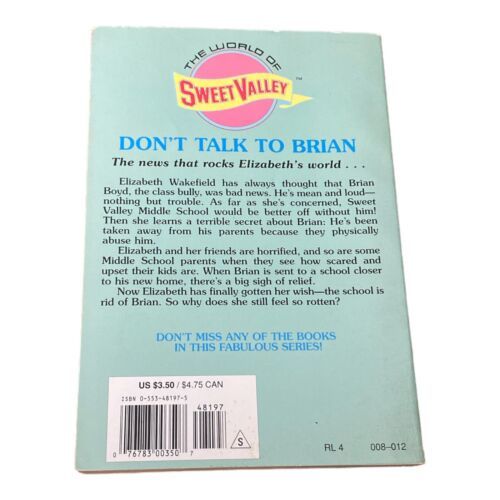 THE WORLD OF
SWEET VALLEY™
DON'T TALK TO BRIAN
The news that rocks Elizabeth's world . . .
Elizabeth Wakefield has always thought that Brian
Boyd, the class bully, was bad news. He's mean and loud—
nothing but trouble. As far as she's concerned, Sweet
Valley Middle School would be better off without him!
Then she learns a terrible secret about Brian: He's been
taken away from his parents because they physically
abuse him.
Elizabeth and her friends are horrified, and so are some
Middle School parents when they see how scared and
upset their kids are. When Brian is sent to a school closer
to his new home, there's a big sigh of relief.
Now Elizabeth has finally gotten her wish—the school is
rid of Brian. So why does she still feel so rotten?
DON'T MISS ANY OF THE BOOKS
IN THIS FABULOUS SERIES!
US $3.50 / $4.75 CAN
ISBN 0-553-48197-5
48197
0 76783 00350 7
S
RL 4 008–012